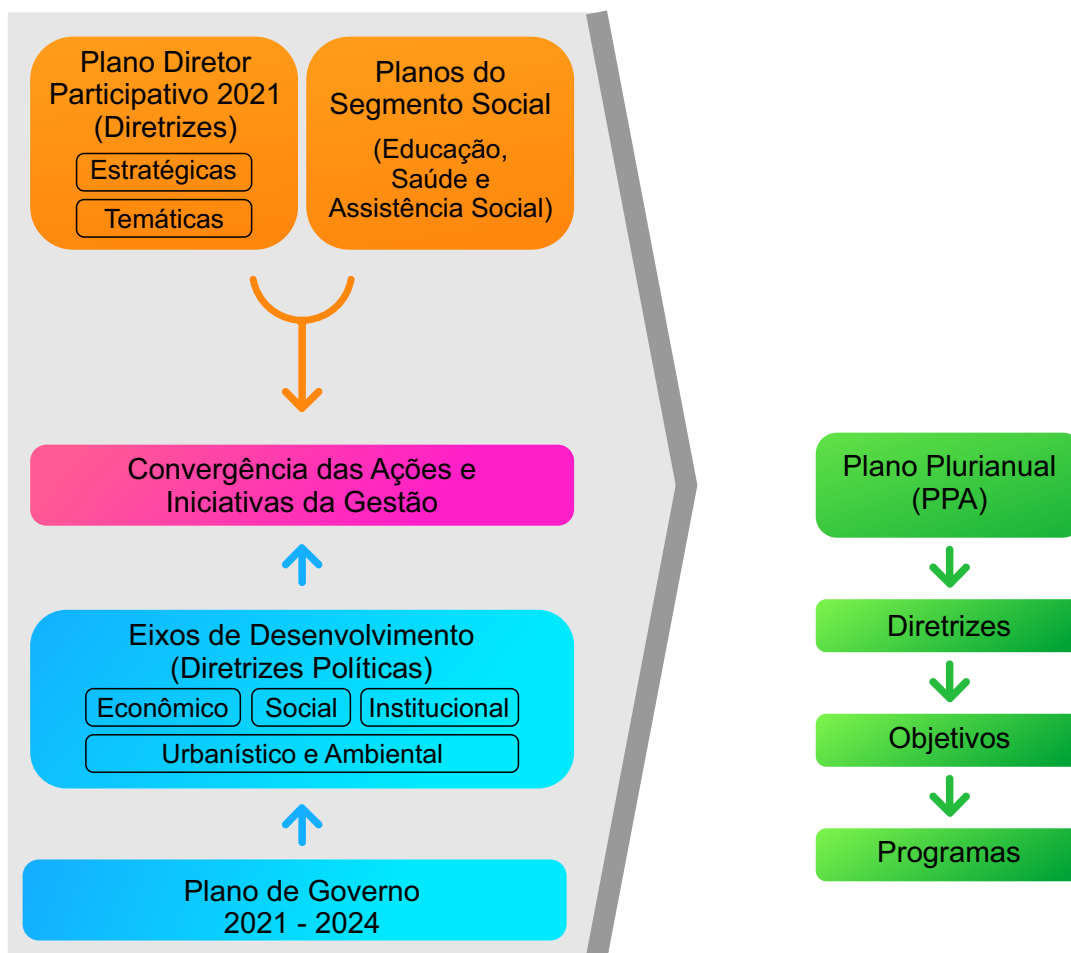 Plano Diretor
Participativo 2021
(Diretrizes)
Estratégicas
Temáticas
Planos do
Segmento Social
(Educação,
Saúde e
Assistência Social)
Convergência das Ações e
Iniciativas da Gestão
Eixos de Desenvolvimento
(Diretrizes Políticas)
Econômico
Social
Institucional
Urbanístico e Ambiental
Plano de Governo
2021 - 2024
Plano Plurianual
(PPA)
Diretrizes
Objetivos
Programas